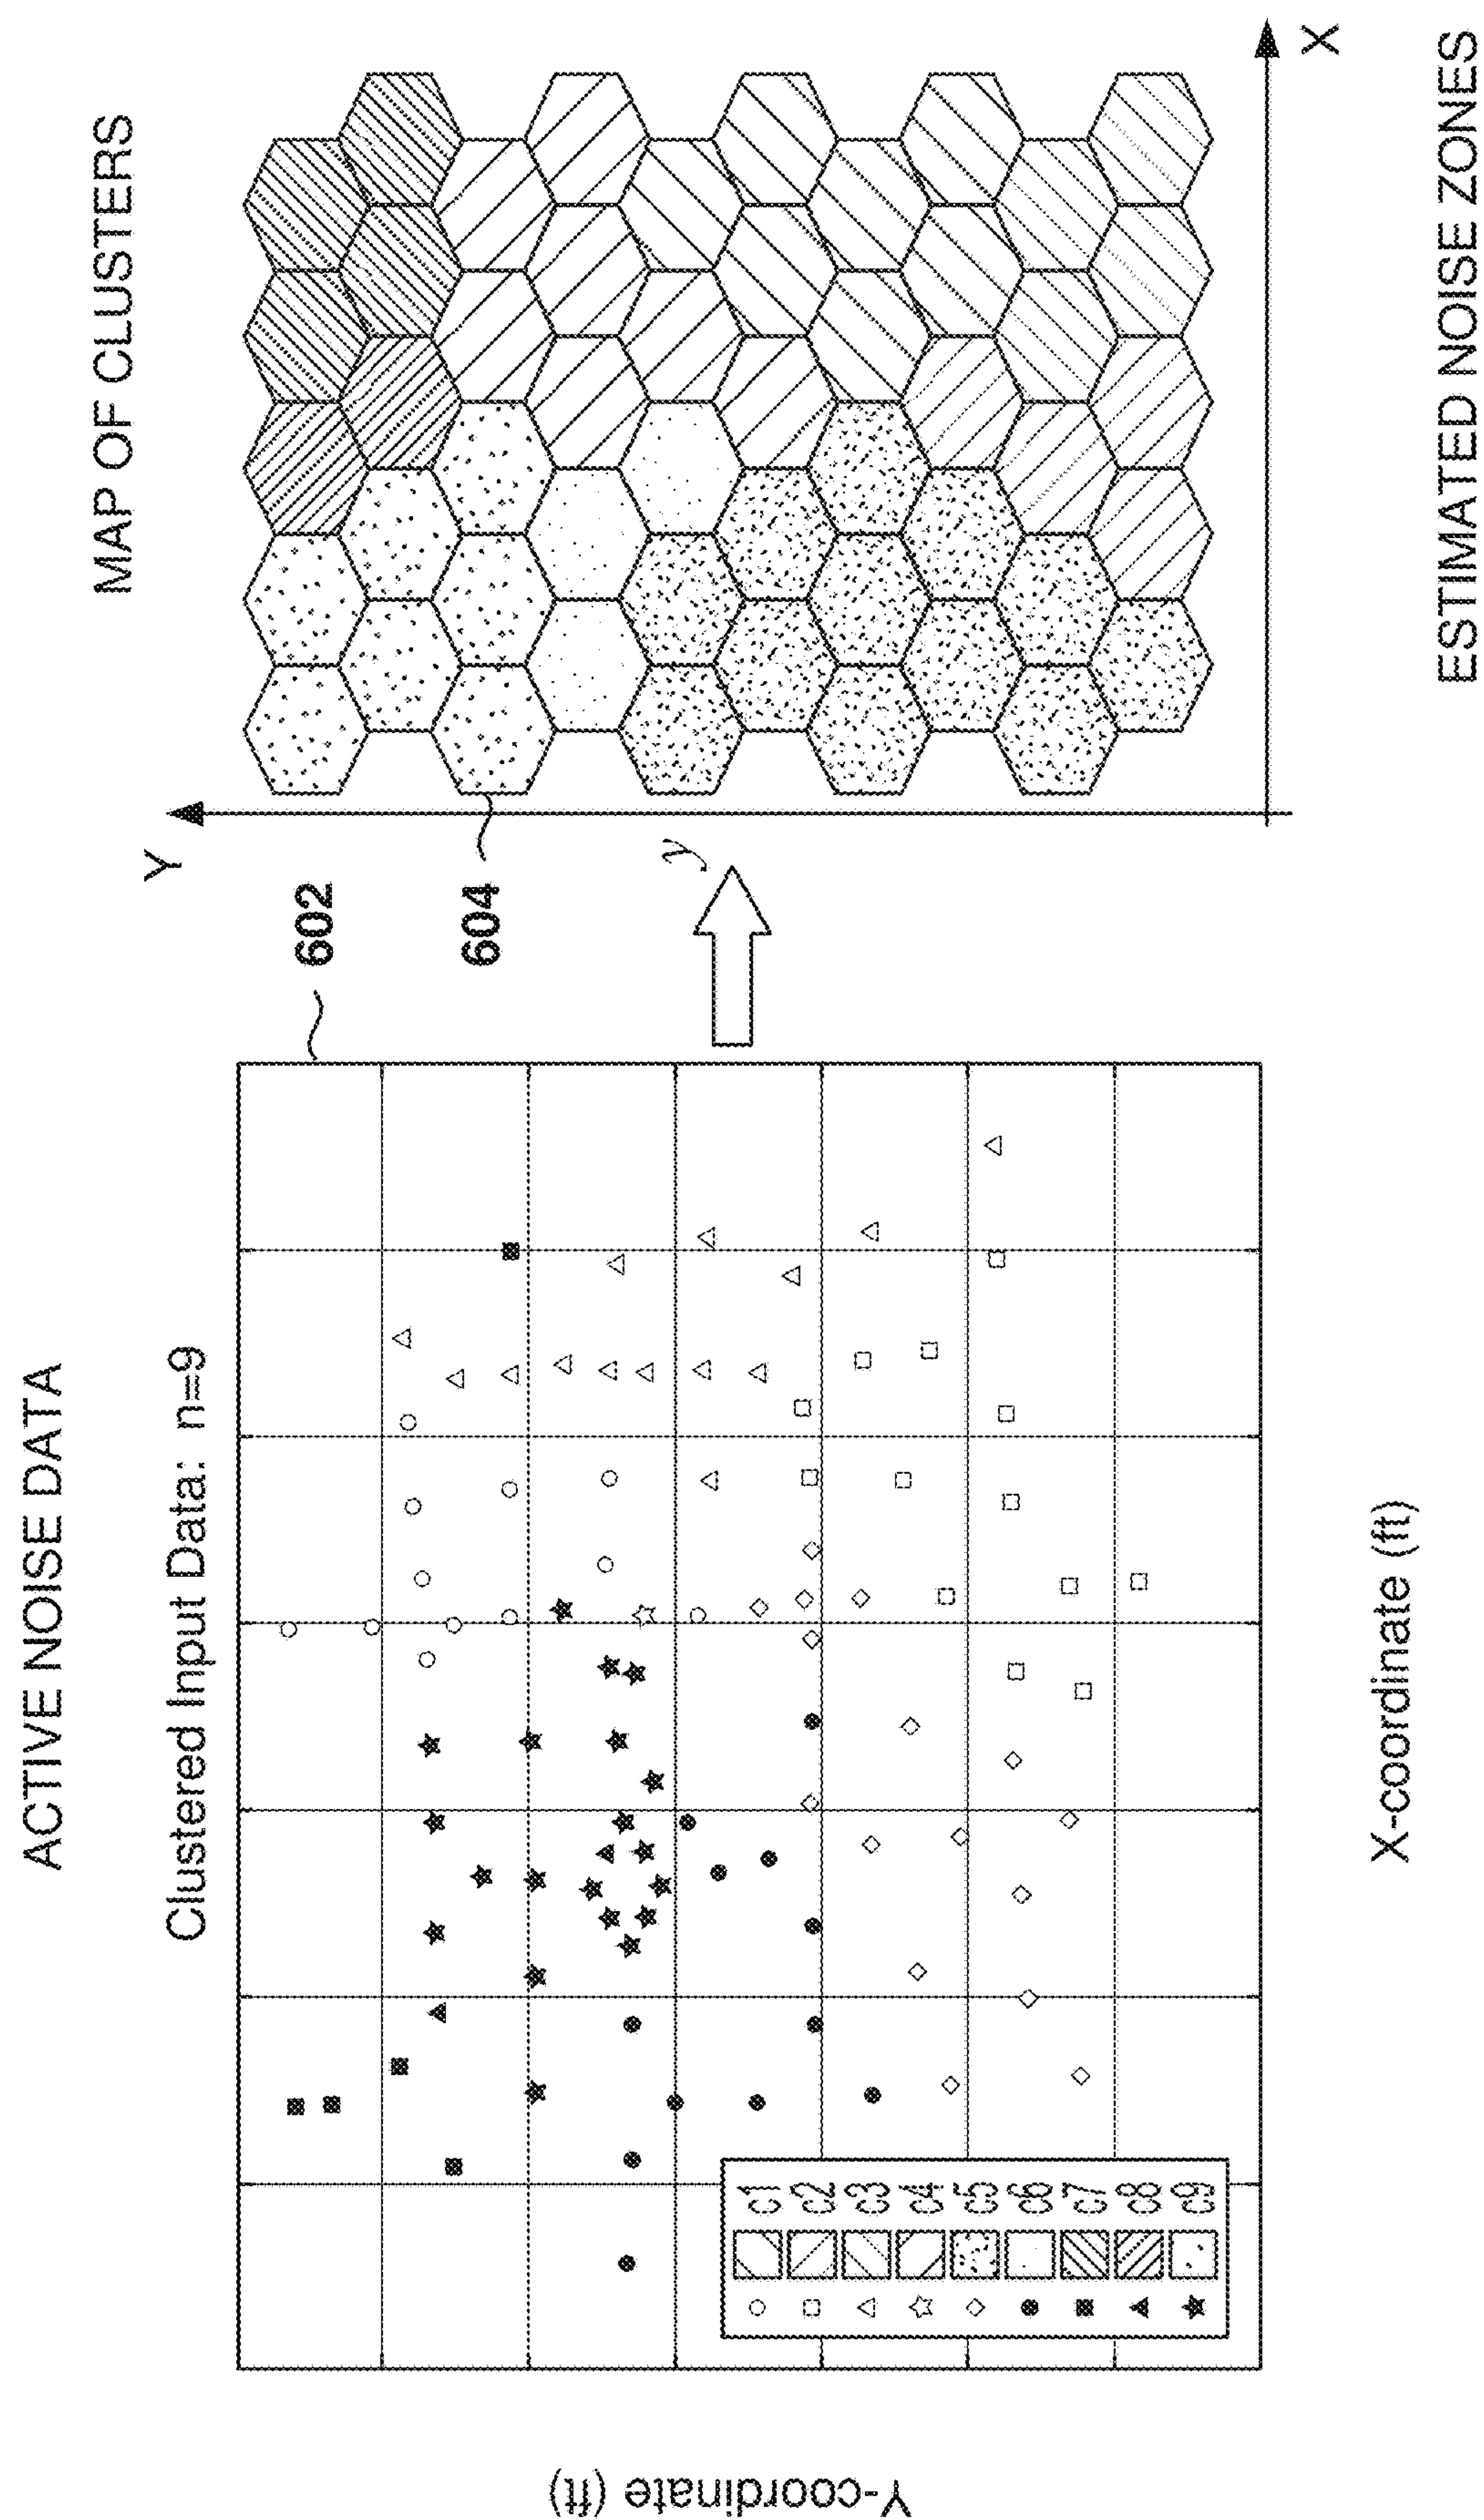 ACTIVE NOISE DATA
Clustered Input Data: n=9
Y-coordinate (ft)
c1
c2
c3
c4
c5
c6
c7
c8
c9
X-coordinate (ft)
602
604
y
MAP OF CLUSTERS
Y
X
ESTIMATED NOISE ZONES